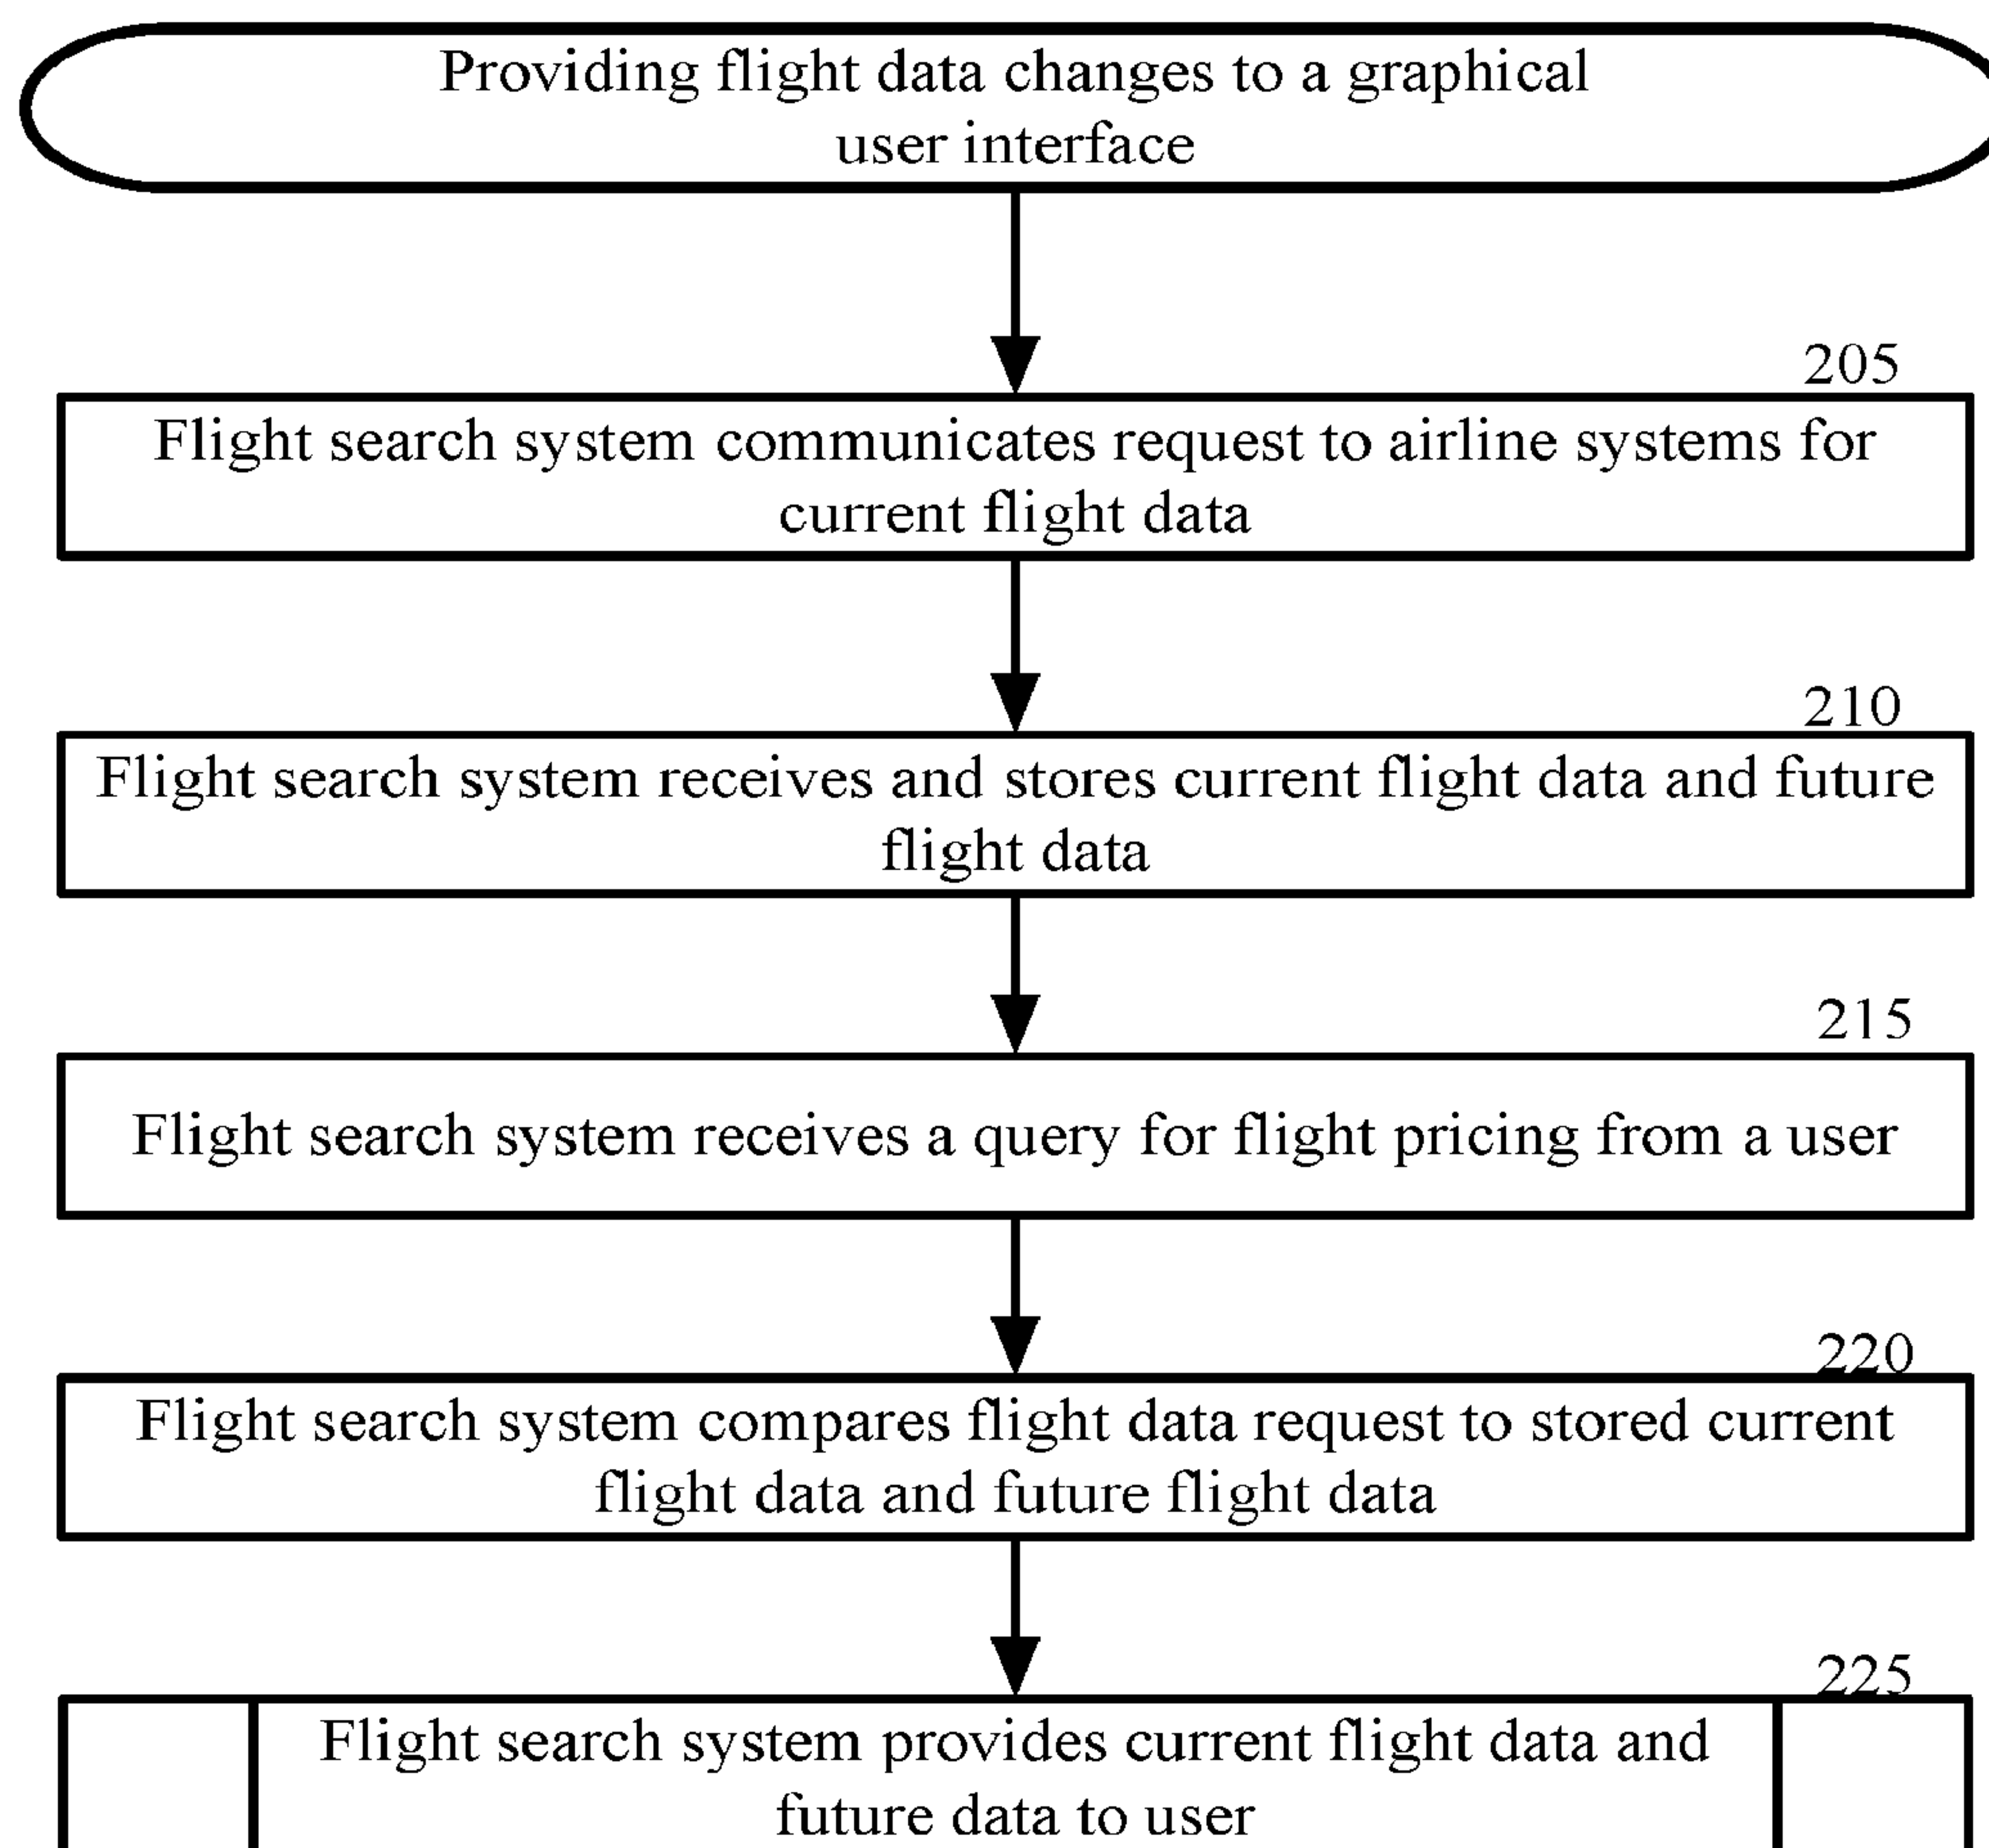 Providing flight data changes to a graphical
user interface
205
Flight search system communicates request to airline systems for
current flight data
210
Flight search system receives and stores current flight data and future
flight data
215
Flight search system receives a query for flight pricing from a user
220
Flight search system compares flight data request to stored current
flight data and future flight data
225
Flight search system provides current flight data and
future data to user